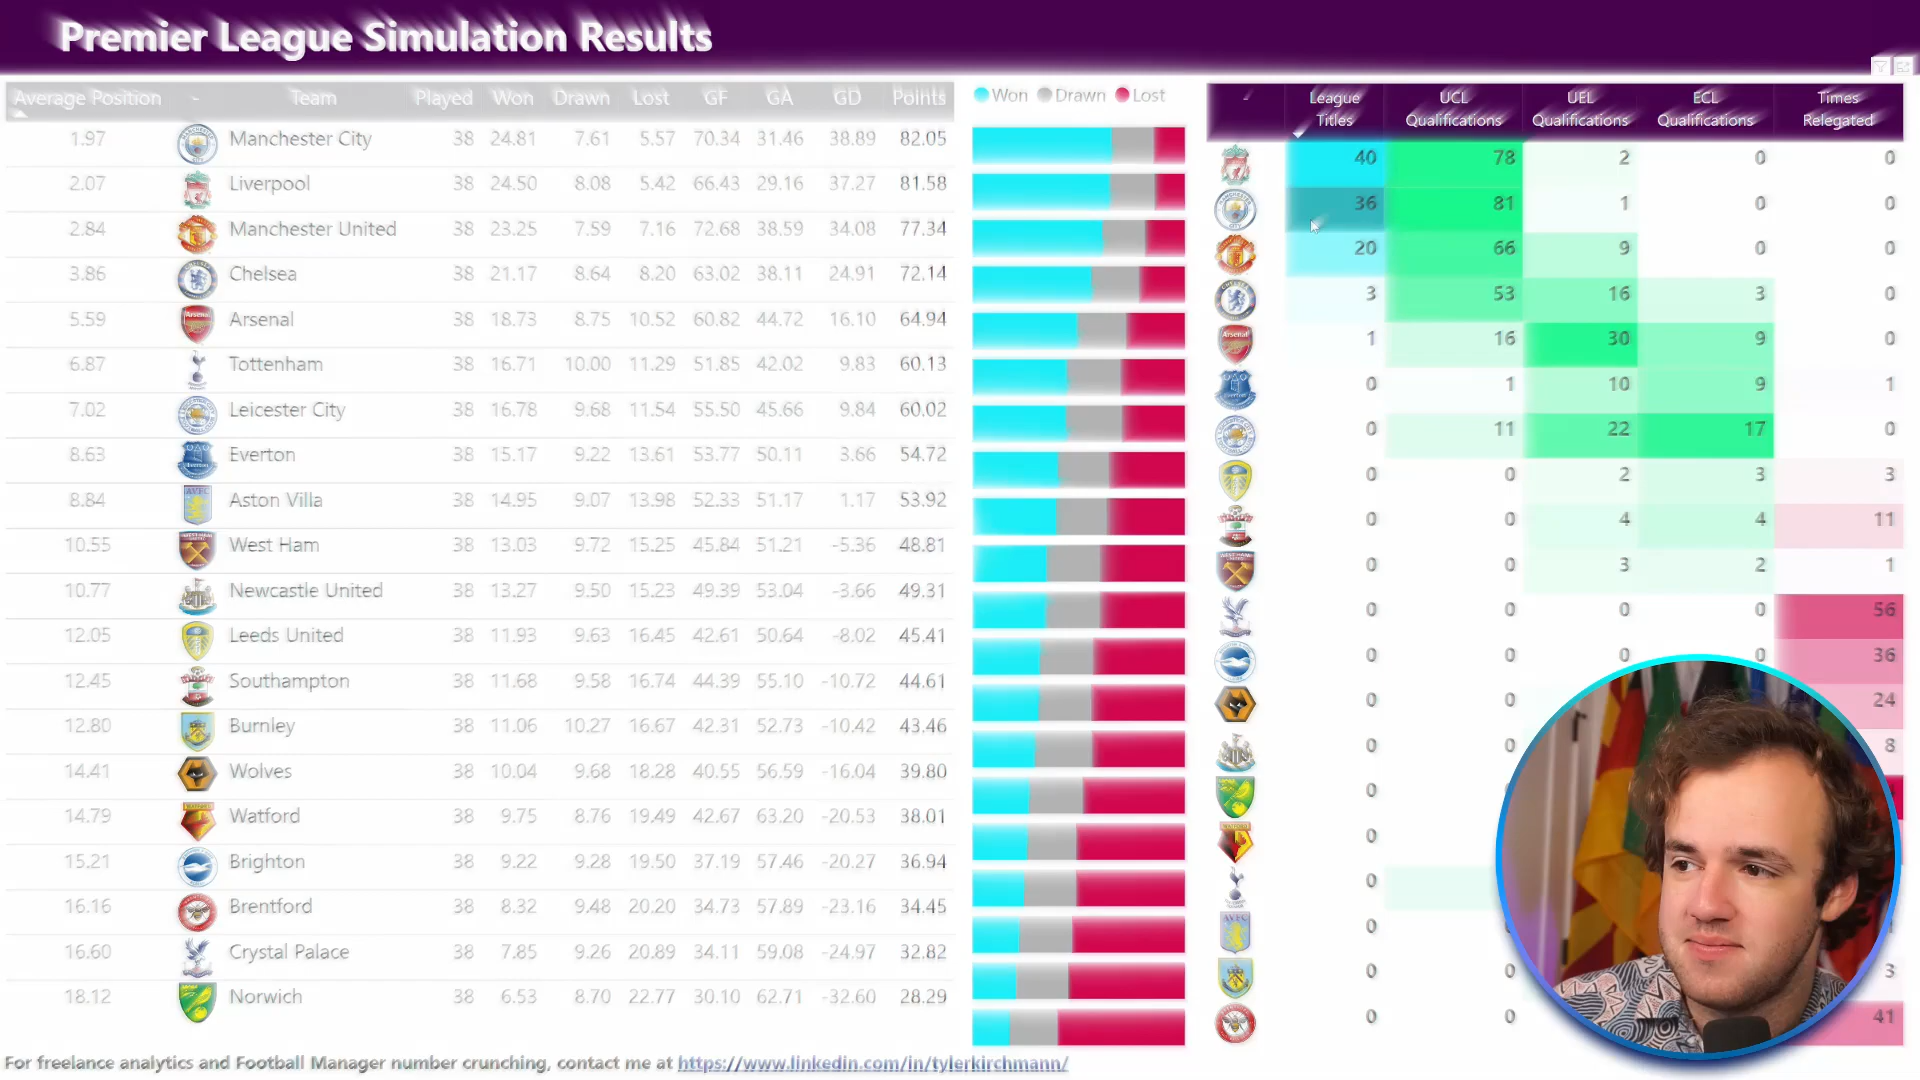 Premier League Simulation Results
Average Position - Team Played Won Drawn Lost GF GA GD Points
1.97 Manchester City 38 24.81 7.61 5.57 70.34 31.46 38.89 82.05
2.07 Liverpool 38 24.50 8.08 5.42 66.43 29.16 37.27 81.58
2.84 Manchester United 38 23.25 7.59 7.16 72.68 38.59 34.08 77.34
3.86 Chelsea 38 21.17 8.64 8.20 63.02 38.11 24.91 72.14
5.59 Arsenal 38 18.73 8.75 10.52 60.82 44.72 16.10 64.94
6.87 Tottenham 38 16.71 10.00 11.29 51.85 42.02 9.83 60.13
7.02 Leicester City 38 16.78 9.68 11.54 55.50 45.66 9.84 60.02
8.63 Everton 38 15.17 9.22 13.61 53.77 50.11 3.66 54.72
8.84 Aston Villa 38 14.95 9.07 13.98 52.33 51.17 1.17 53.92
10.55 West Ham 38 13.03 9.72 15.25 45.84 51.21 -5.36 48.81
10.77 Newcastle United 38 13.27 9.50 15.23 49.39 53.04 -3.66 49.31
12.05 Leeds United 38 11.93 9.63 16.45 42.61 50.64 -8.02 45.41
12.45 Southampton 38 11.68 9.58 16.74 44.39 55.10 -10.72 44.61
12.80 Burnley 38 11.06 10.27 16.67 42.31 52.73 -10.42 43.46
14.41 Wolves 38 10.04 9.68 18.28 40.55 56.59 -16.04 39.80
14.79 Watford 38 9.75 8.76 19.49 42.67 63.20 -20.53 38.01
15.21 Brighton 38 9.22 9.28 19.50 37.19 57.46 -20.27 36.94
16.16 Brentford 38 8.32 9.48 20.20 34.73 57.89 -23.16 34.45
16.60 Crystal Palace 38 7.85 9.26 20.89 34.11 59.08 -24.97 32.82
18.12 Norwich 38 6.53 8.70 22.77 30.10 62.71 -32.60 28.29
Won Drawn Lost
- League Titles UCL Qualifications UEL Qualifications ECL Qualifications Times Relegated
40 78 2 0 0
36 81 1 0 0
20 66 9 0 0
3 53 16 3 0
1 16 30 9 0
0 1 10 9 1
0 11 22 17 0
0 0 2 3 3
0 0 4 4 11
0 0 3 2 1
0 0 0 0 56
0 0 0 0 36
0 0 24
0 0 8
0
0
0
0
0 0 3
0 0 41
For freelance analytics and Football Manager number crunching, contact me at https://www.linkedin.com/in/tylerkirchmann/